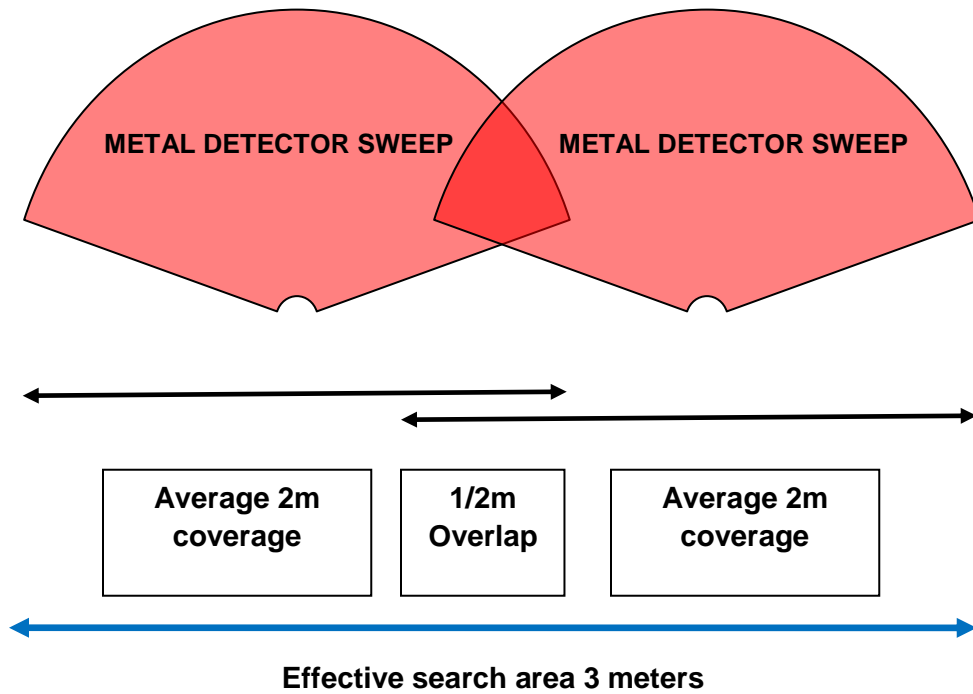 METAL DETECTOR SWEEP
METAL DETECTOR SWEEP
Average 2m
coverage
1/2m
Overlap
Average 2m
coverage
Effective search area 3 meters